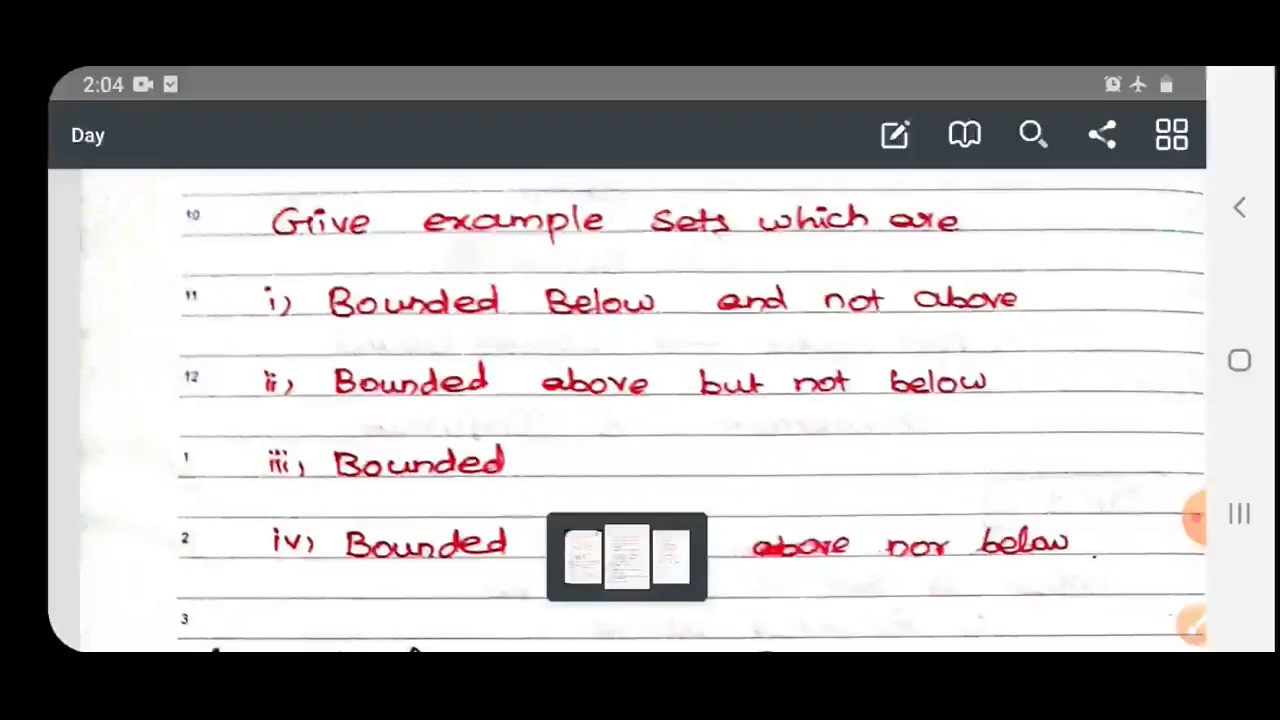 2:04
Day
10 Give example sets which are
11 i) Bounded Below and not above
12 ii) Bounded above but not below
1 iii) Bounded
2 iv) Bounded above nor below.
3